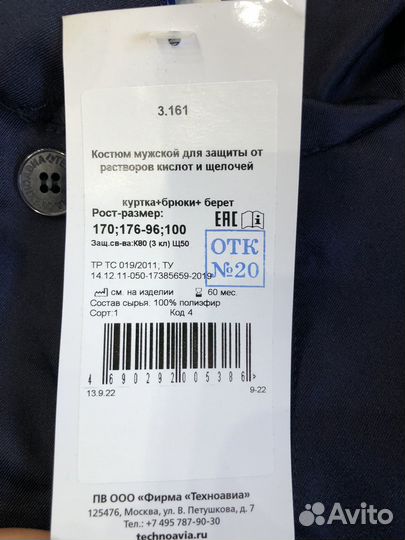 3.161
Костюм мужской для защиты от
растворов кислот и щелочей
куртка+брюки+ берет
Рост-размер:
170;176-96;100
EAC
Защ.св-ва:К80 (3 кл) Щ50
ОТК
№20
ТР ТС 019/2011, ТУ
14.12.11-050-17385659-2019
см. на изделии 60 мес.
Состав сырья. 100% полиэфир
Сорт:1 Код 4
4 690292 005386 >
13.9.22 9-22
ПВ ООО «Фирма «Техноавиа»
125476, Москва, ул. В. Петушкова, д. 7
Тел.: +7 495 787-90-30
technoavia.ru
Avito